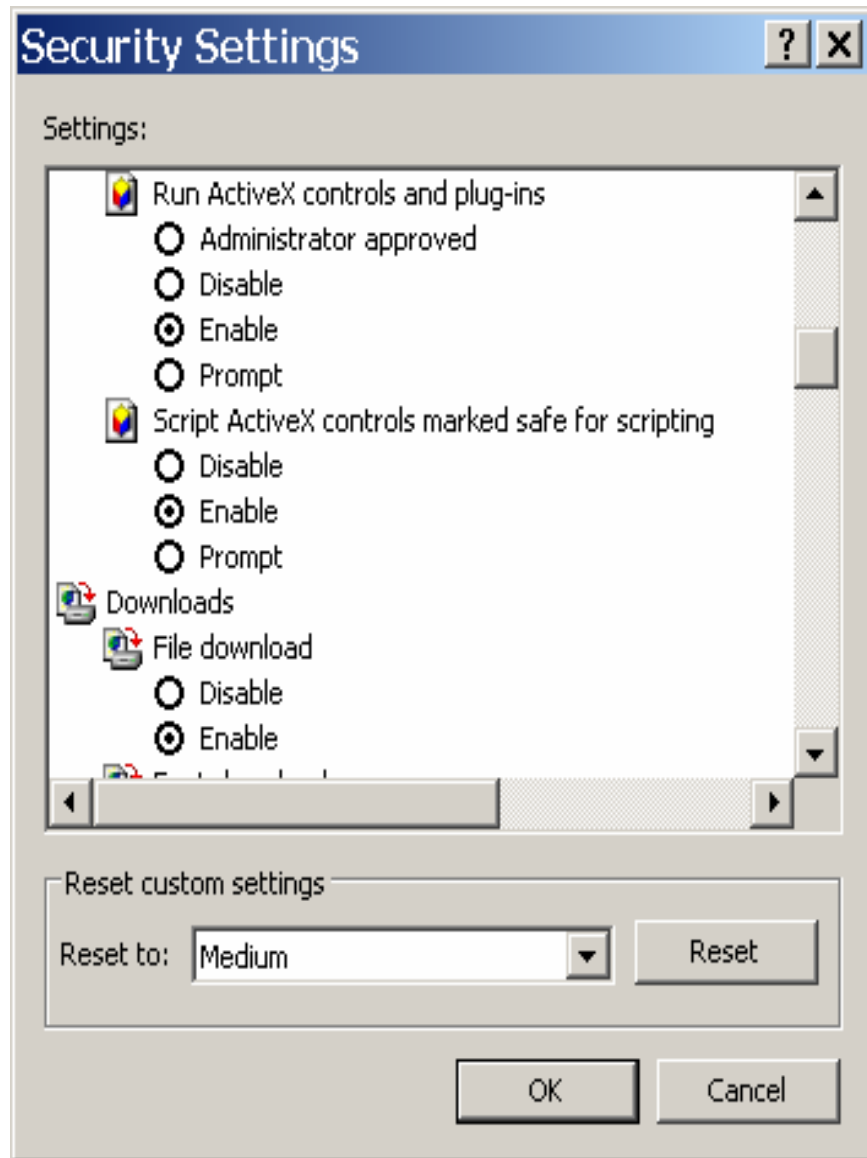 Security Settings
Settings:
Run ActiveX controls and plug-ins
Administrator approved
Disable
Enable
Prompt
Script ActiveX controls marked safe for scripting
Disable
Enable
Prompt
Downloads
File download
Disable
Enable
Reset custom settings
Reset to: Medium Reset
OK Cancel